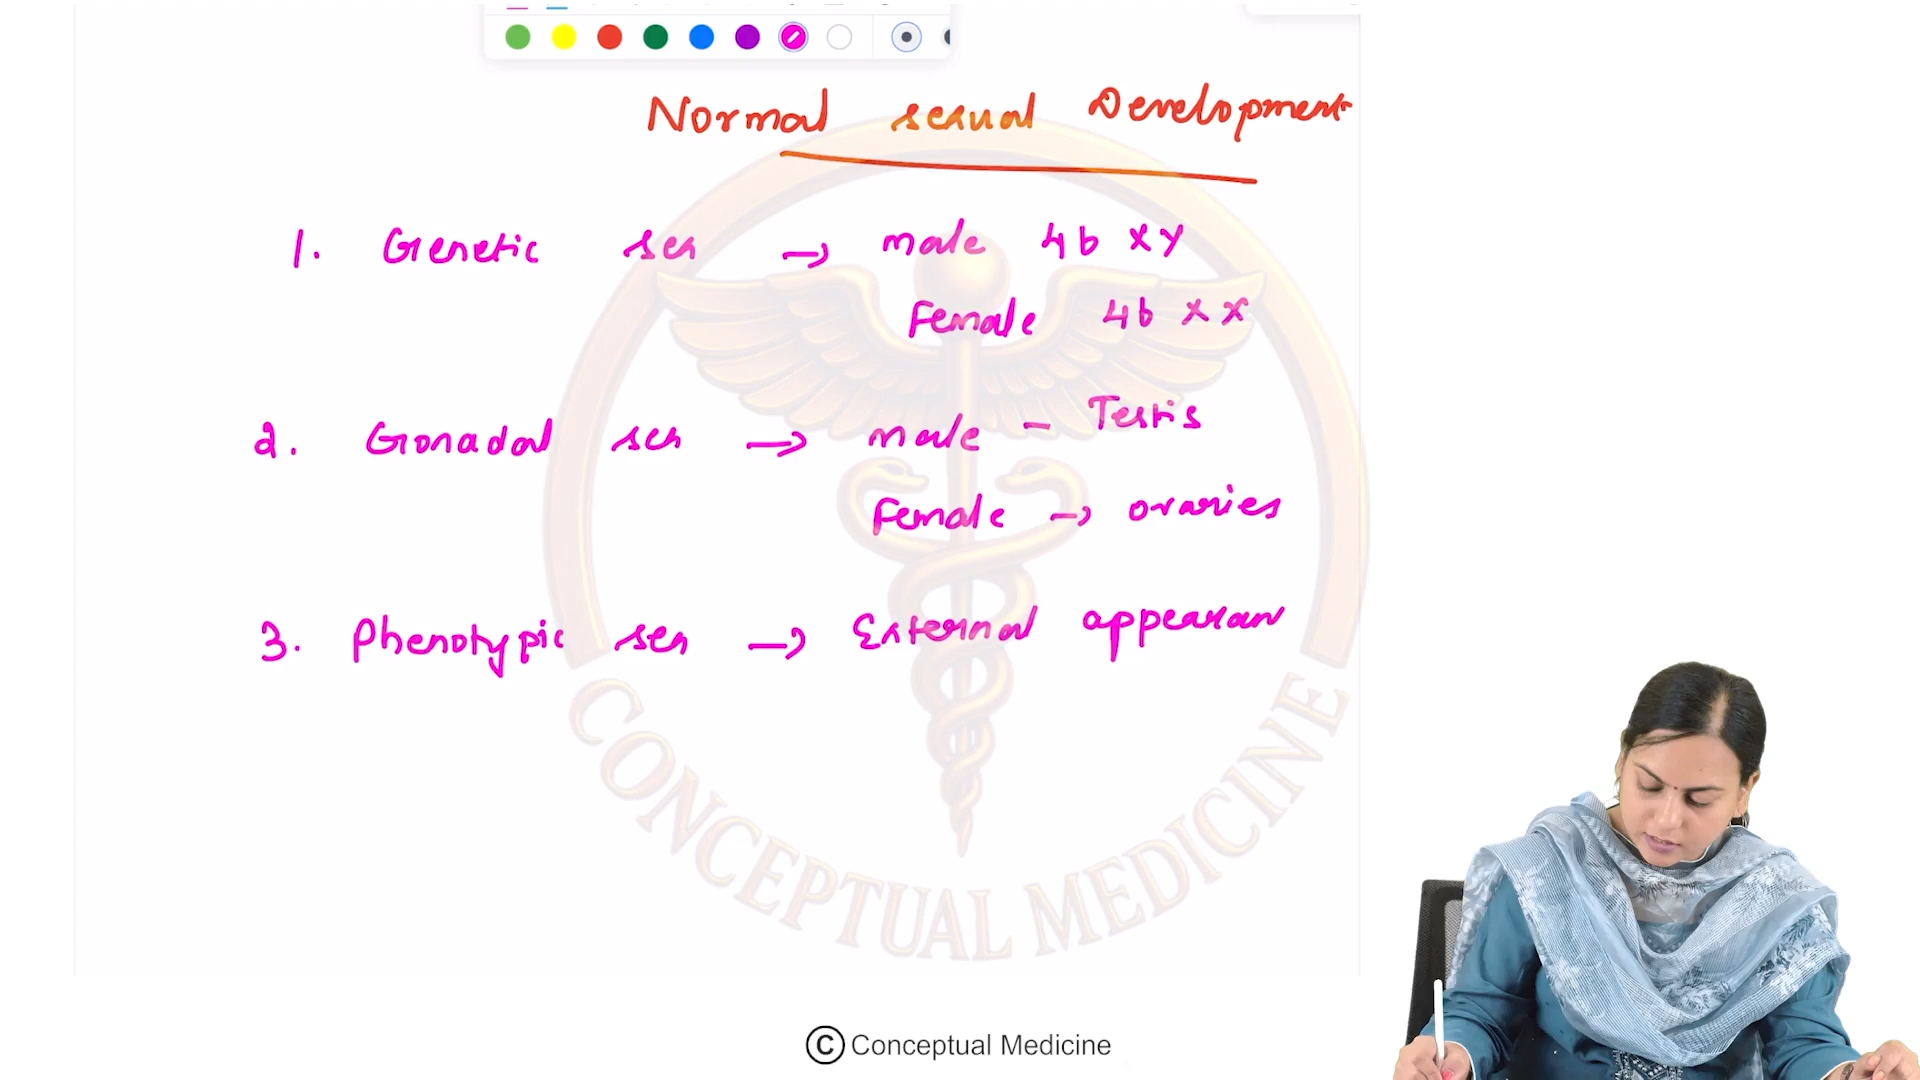 Normal sexual Development
1. Genetic sex → male 46 XY
Female 46 XX
2. Gonadal sex → male - Testis
Female → ovaries
3. Phenotypic sex → External appearan
CONCEPTUAL MEDICINE
© Conceptual Medicine